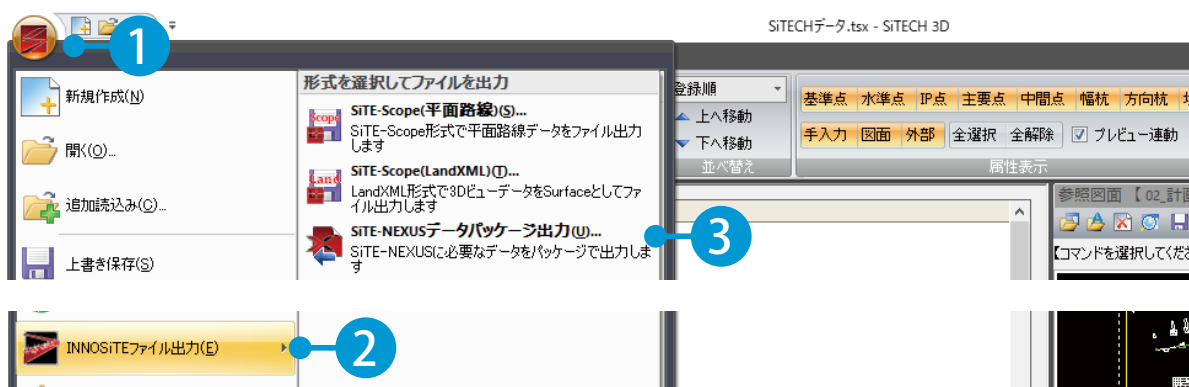 SiTECHデータ.tsx - SiTECH 3D
1
新規作成(N)
開く(O)...
追加読込み(C)...
上書き保存(S)
形式を選択してファイルを出力
Scope
SiTE-Scope(平面路線)(S)...
SiTE-Scope形式で平面路線データをファイル出力
します
Land
SiTE-Scope(LandXML)(T)...
LandXML形式で3DビューデータをSurfaceとしてファ
イル出力します
SiTE-NEXUSデータパッケージ出力(U)...
SiTE-NEXUSに必要なデータをパッケージで出力しま
す
3
登録順
上へ移動
下へ移動
並べ替え
基準点 水準点 IP点 主要点 中間点 幅杭 方向杭
手入力 図面 外部 全選択 全解除 プレビュー連動
属性表示
参照図面 【 02_計画
【コマンドを選択してくだ
INNOSiTEファイル出力(E)
2